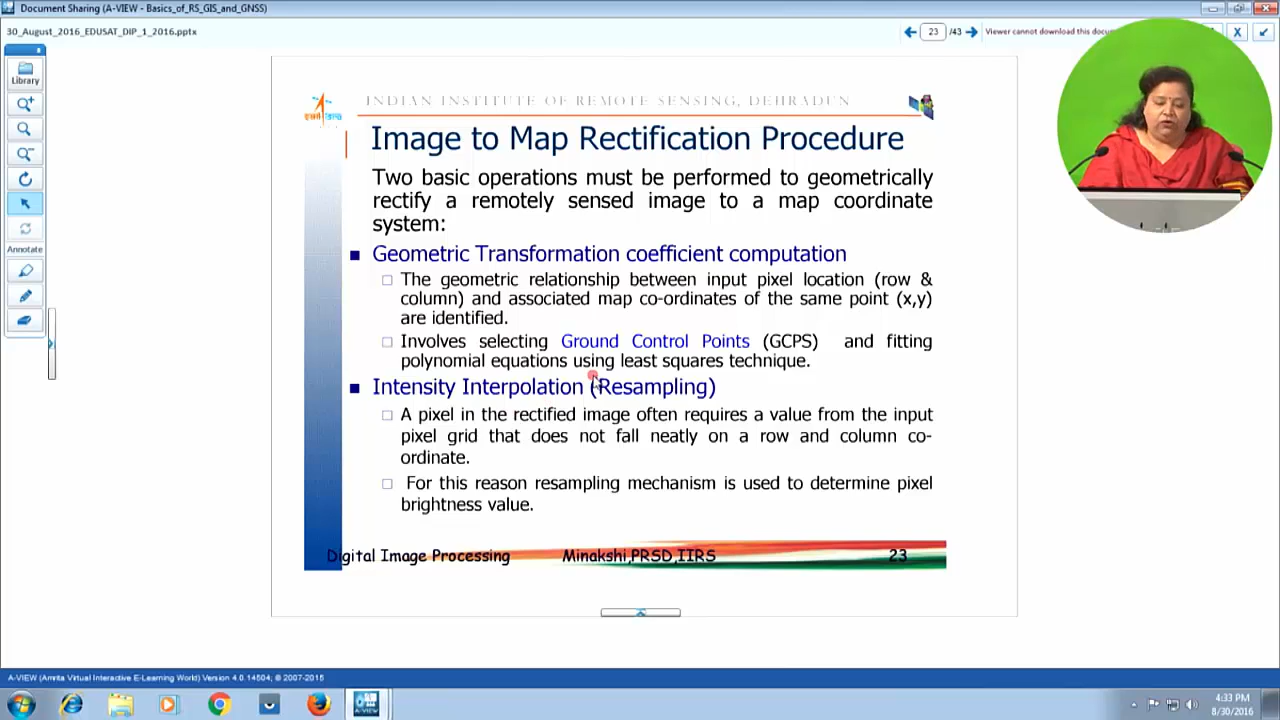 Document Sharing (A-VIEW - Basics_of_RS_GIS_and_GNSS)
30_August_2016_EDUSAT_DIP_1_2016.pptx
23 /43 Viewer cannot download this
Library
Annotate
INDIAN INSTITUTE OF REMOTE SENSING, DEHRADUN
Image to Map Rectification Procedure
Two basic operations must be performed to geometrically
rectify a remotely sensed image to a map coordinate
system:
Geometric Transformation coefficient computation
The geometric relationship between input pixel location (row &
column) and associated map co-ordinates of the same point (x,y)
are identified.
Involves selecting Ground Control Points (GCPS) and fitting
polynomial equations using least squares technique.
Intensity Interpolation (Resampling)
A pixel in the rectified image often requires a value from the input
pixel grid that does not fall neatly on a row and column co-
ordinate.
For this reason resampling mechanism is used to determine pixel
brightness value.
Digital Image Processing Minakshi,PRSD,IIRS 23
A-VIEW (Amrita Virtual Interactive E-Learning World) Version 4.0.14504; © 2007-2015
4:33 PM
8/30/2016